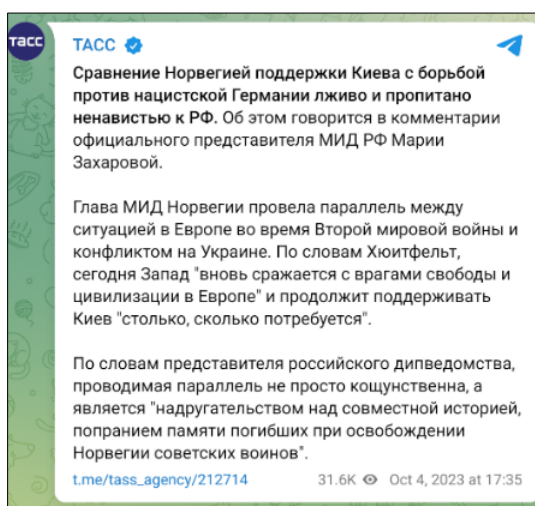 тасс
ТАСС
Сравнение Норвегией поддержки Киева с борьбой
против нацистской Германии лживо и пропитано
ненавистью к РФ. Об этом говорится в комментарии
официального представителя МИД РФ Марии
Захаровой.
Глава МИД Норвегии провела параллель между
ситуацией в Европе во время Второй мировой войны и
конфликтом на Украине. По словам Хюитфельт,
сегодня Запад "вновь сражается с врагами свободы и
цивилизации в Европе" и продолжит поддерживать
Киев "столько, сколько потребуется".
По словам представителя российского дипведомства,
проводимая параллель не просто кощунственна, а
является "надругательством над совместной историей,
попранием памяти погибших при освобождении
Норвегии советских воинов".
t.me/tass_agency/212714 31.6K Oct 4, 2023 at 17:35